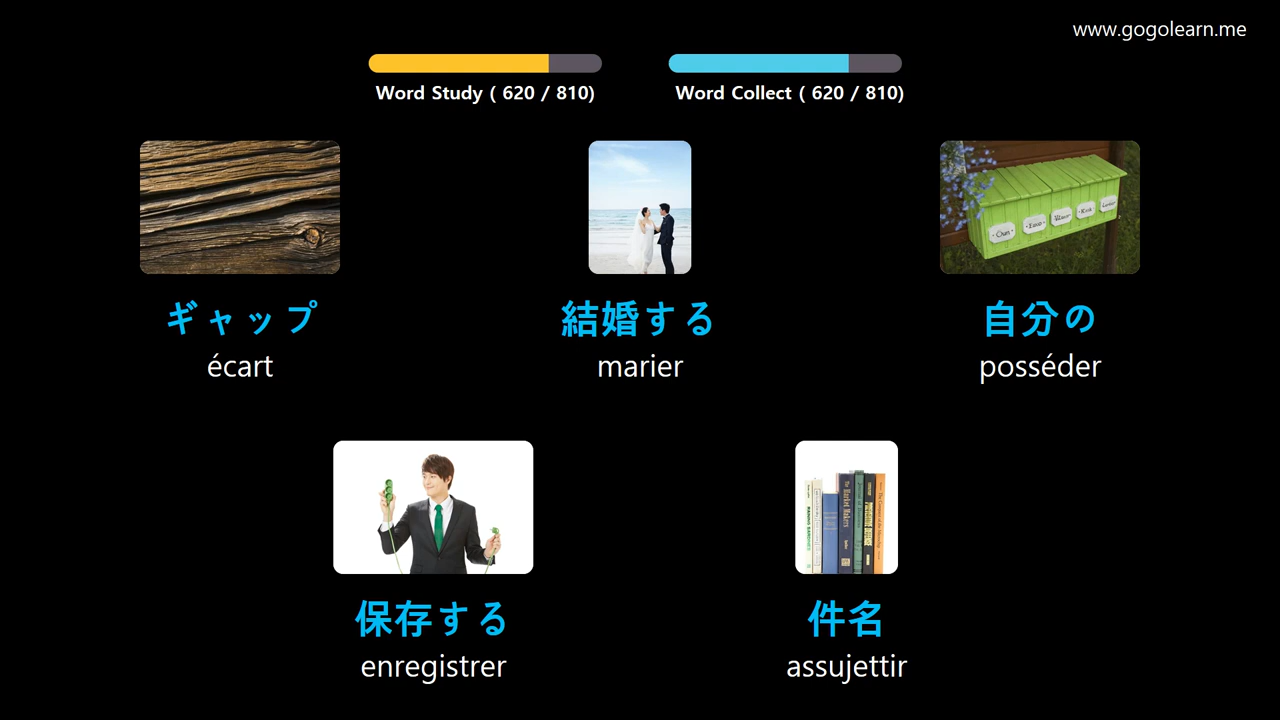 www.gogolearn.me
Word Study ( 620 / 810)
Word Collect ( 620 / 810)
ギャップ
écart
結婚する
marier
自分の
posséder
保存する
enregistrer
件名
assujettir